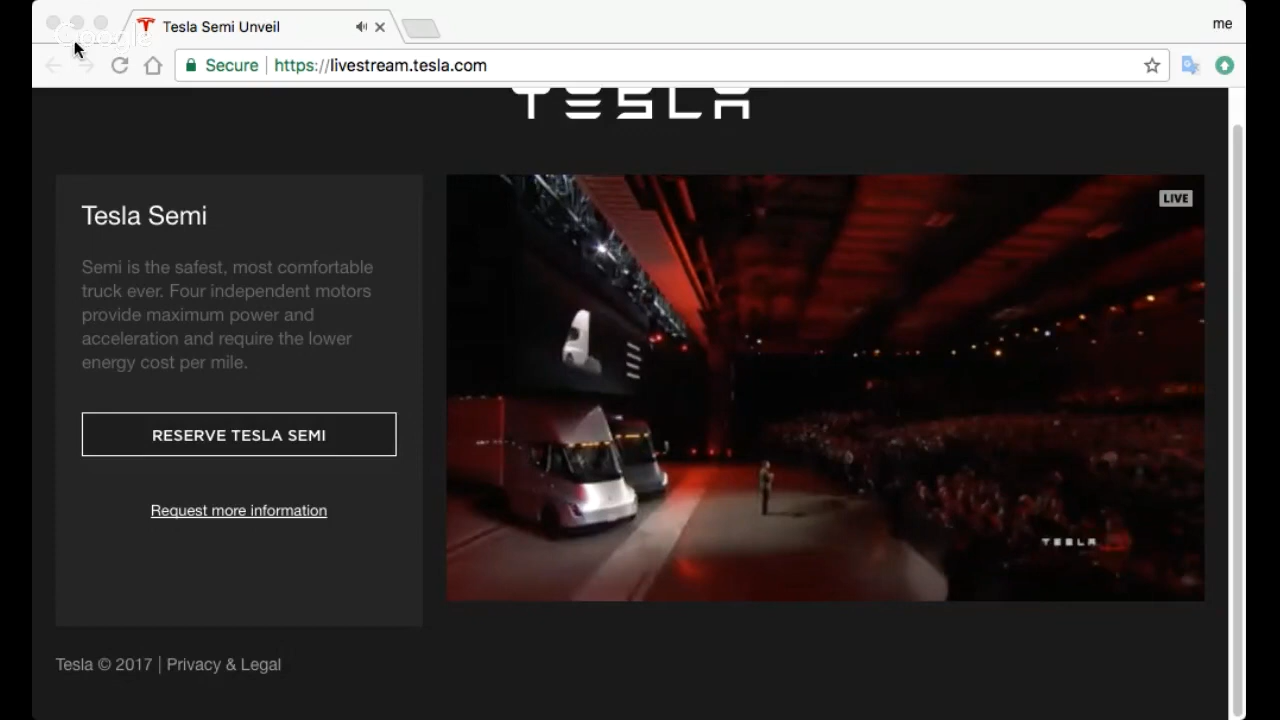 Tesla Semi Unveil
me
Google
Secure | https://livestream.tesla.com
TESLA
Tesla Semi
Semi is the safest, most comfortable
truck ever. Four independent motors
provide maximum power and
acceleration and require the lower
energy cost per mile.
RESERVE TESLA SEMI
Request more information
LIVE
TESLA
Tesla © 2017 | Privacy & Legal